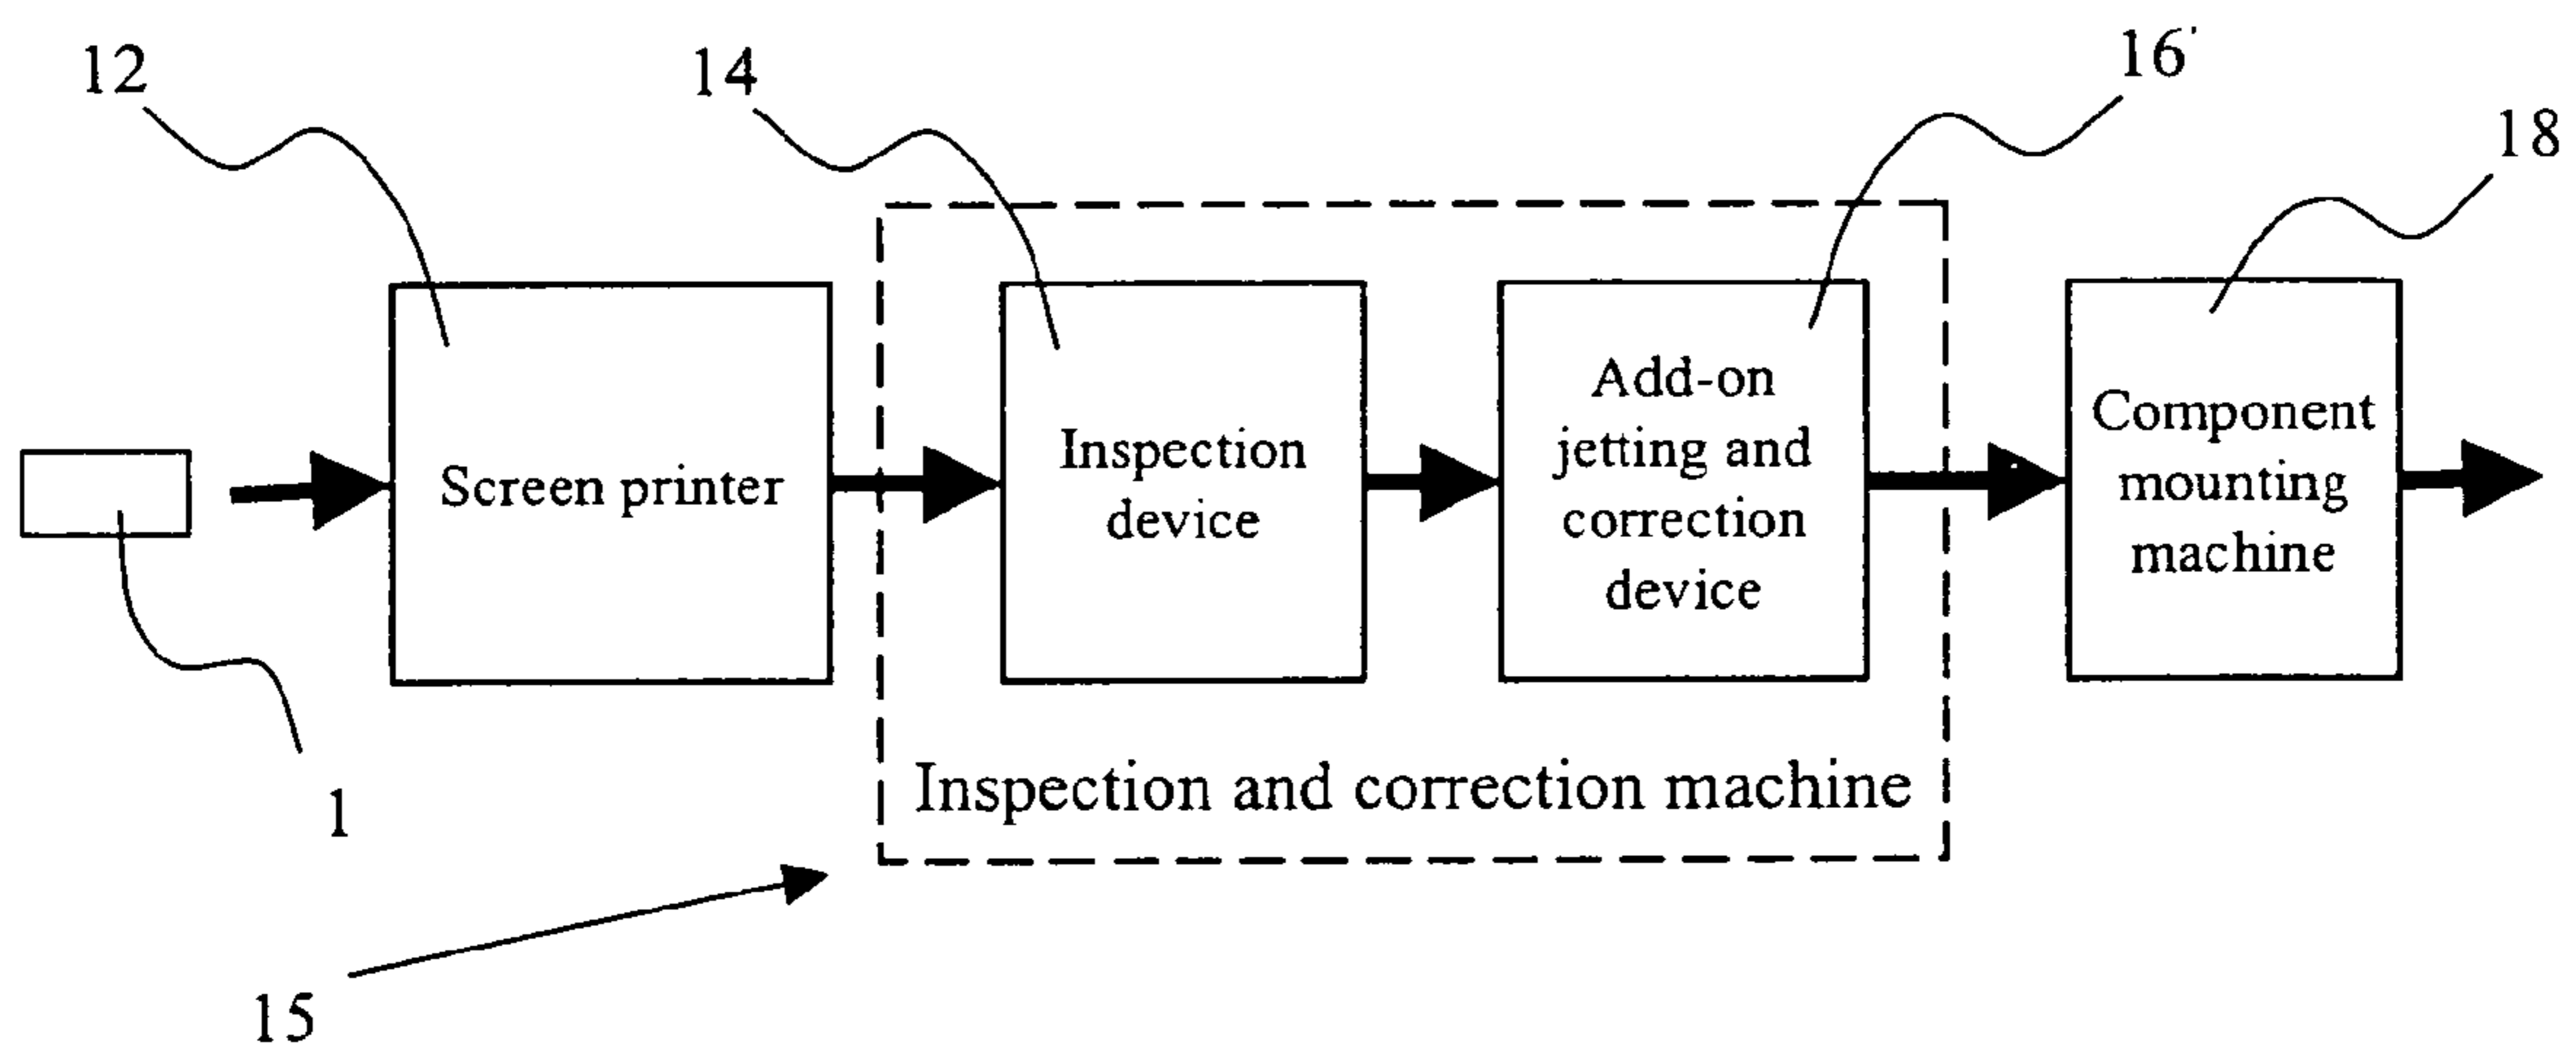 12
14
16'
18
Screen printer
Inspection
device
Add-on
jetting and
correction
device
Component
mounting
machine
Inspection and correction machine
1
15